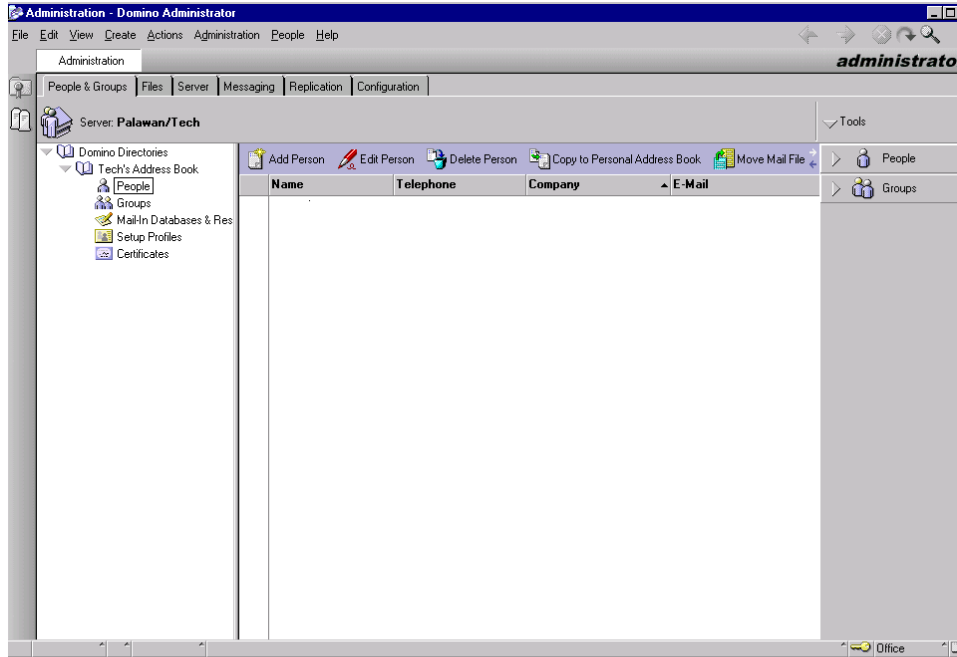 Administration - Domino Administrator
File Edit View Create Actions Administration People Help
Administration
administrato
People & Groups Files Server Messaging Replication Configuration
Server: Palawan/Tech
Tools
Domino Directories
Tech's Address Book
People
Groups
Mail-In Databases & Res
Setup Profiles
Certificates
Add Person Edit Person Delete Person Copy to Personal Address Book Move Mail File
Name Telephone Company E-Mail
People
Groups
Office